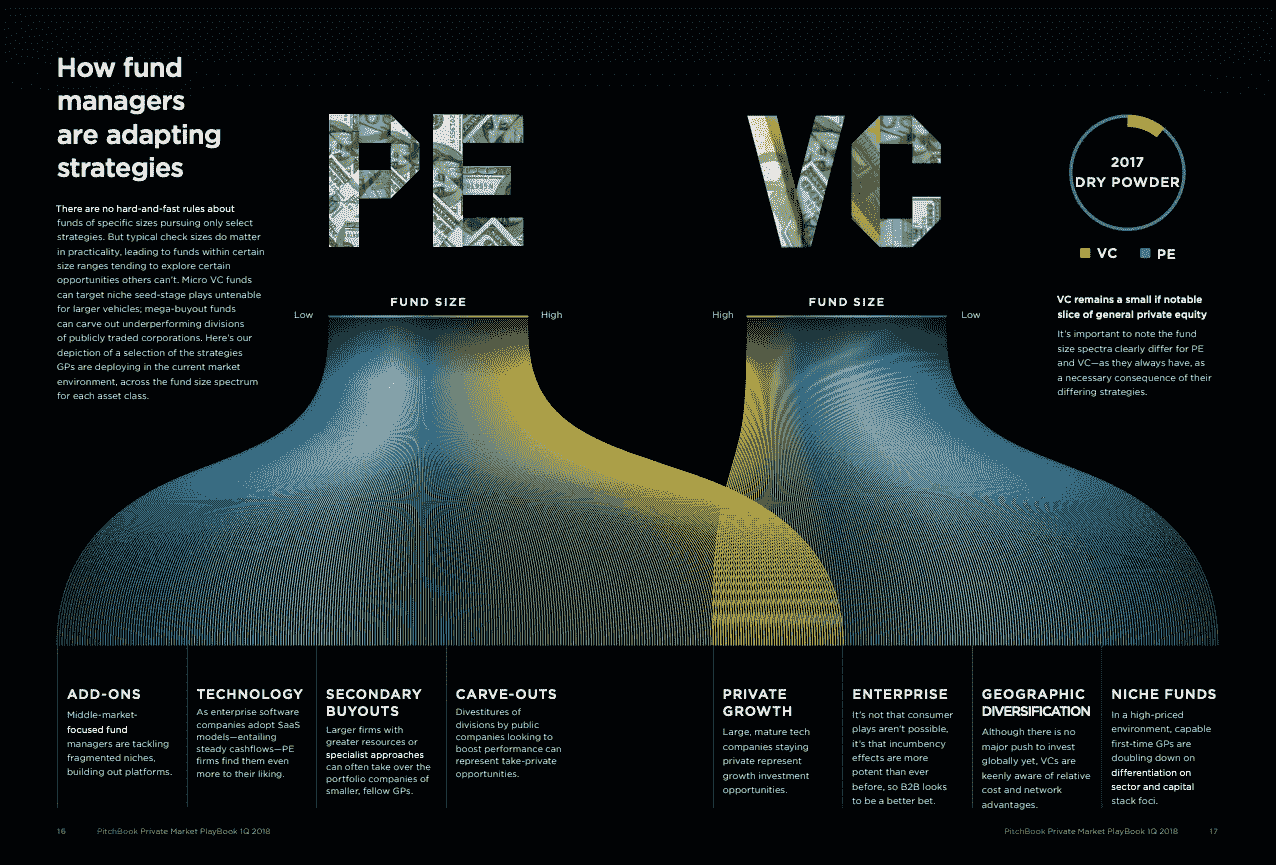 How fund
managers
are adapting
strategies
There are no hard-and-fast rules about
funds of specific sizes pursuing only select
strategies. But typical check sizes do matter
in practicality, leading to funds within certain
size ranges tending to explore certain
opportunities others can't. Micro VC funds
can target niche seed-stage plays untenable
for larger vehicles; mega-buyout funds
can carve out underperforming divisions
of publicly traded corporations. Here's our
depiction of a selection of the strategies
GPs are deploying in the current market
environment, across the fund size spectrum
for each asset class.
PE
FUND SIZE
Low
High
VC
FUND SIZE
High
Low
2017
DRY POWDER
VC
PE
VC remains a small if notable
slice of general private equity
It's important to note the fund
size spectra clearly differ for PE
and VC—as they always have, as
a necessary consequence of their
differing strategies.
ADD-ONS
Middle-market-
focused fund
managers are tackling
fragmented niches,
building out platforms.
TECHNOLOGY
As enterprise software
companies adopt SaaS
models—entailing
steady cashflows—PE
firms find them even
more to their liking.
SECONDARY
BUYOUTS
Larger firms with
greater resources or
specialist approaches
can often take over the
portfolio companies of
smaller, fellow GPs.
CARVE-OUTS
Divestitures of
divisions by public
companies looking to
boost performance can
represent take-private
opportunities.
PRIVATE
GROWTH
Large, mature tech
companies staying
private represent
growth investment
opportunities.
ENTERPRISE
It's not that consumer
plays aren't possible,
it's that incumbency
effects are more
potent than ever
before, so B2B looks
to be a better bet.
GEOGRAPHIC
DIVERSIFICATION
Although there is no
major push to invest
globally yet, VCs are
keenly aware of relative
cost and network
advantages.
NICHE FUNDS
In a high-priced
environment, capable
first-time GPs are
doubling down on
differentiation on
sector and capital
stack foci.
16 PitchBook Private Market PlayBook 1Q 2018
PitchBook Private Market PlayBook 1Q 2018 17